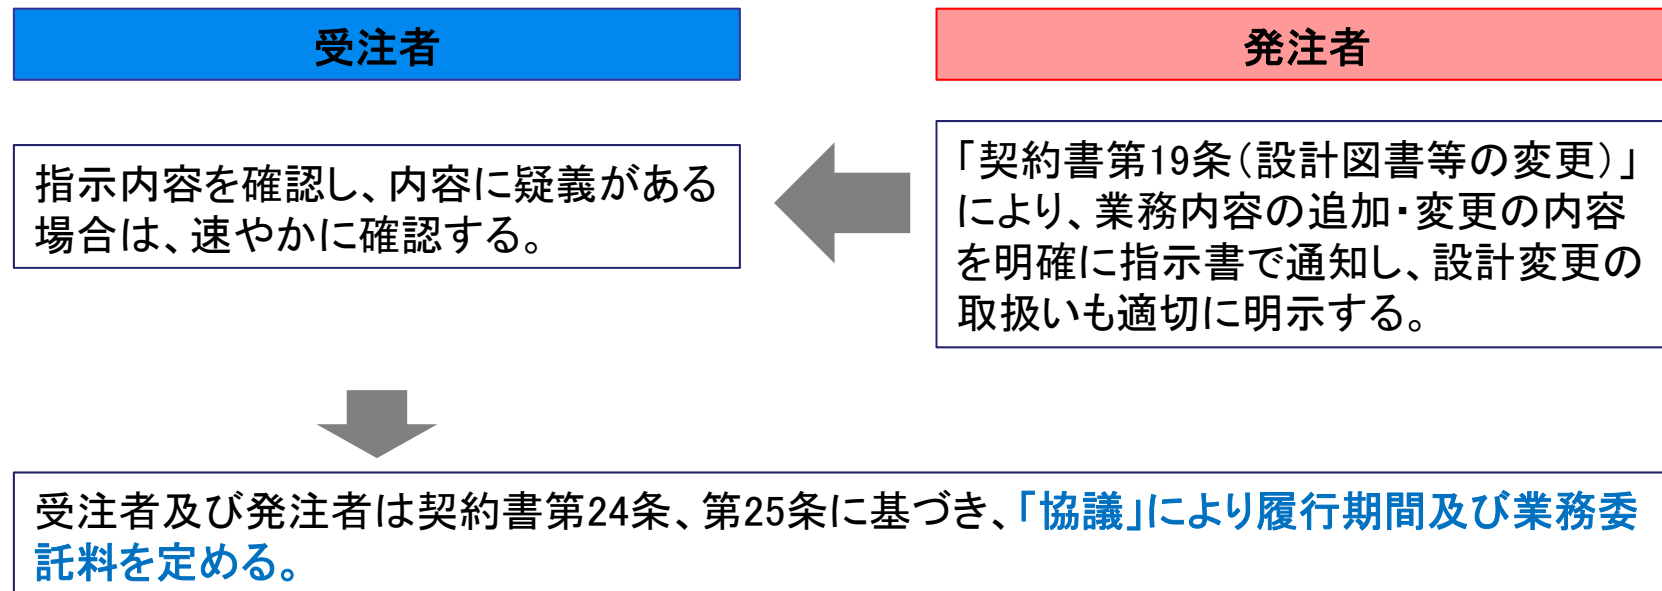 受注者
発注者
指示内容を確認し、内容に疑義がある
場合は、速やかに確認する。
「契約書第19条(設計図書等の変更)」
により、業務内容の追加・変更の内容
を明確に指示書で通知し、設計変更の
取扱いも適切に明示する。
受注者及び発注者は契約書第24条、第25条に基づき、「協議」により履行期間及び業務委
託料を定める。